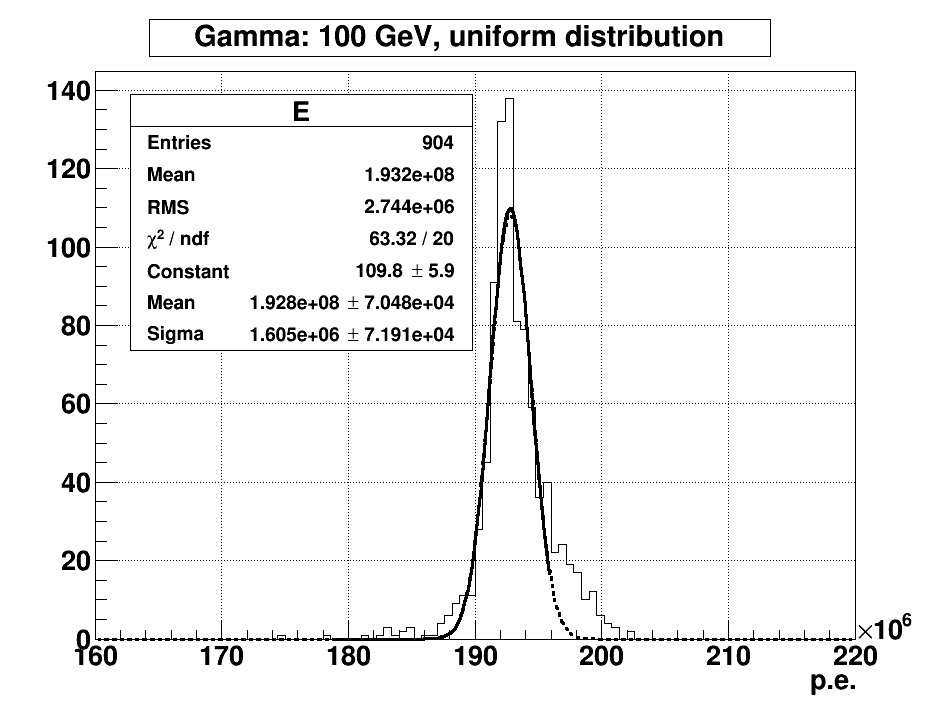 Gamma: 100 GeV, uniform distribution
E
Entries 904
Mean 1.932e+08
RMS 2.744e+06
χ² / ndf 63.32 / 20
Constant 109.8 ± 5.9
Mean 1.928e+08 ± 7.048e+04
Sigma 1.605e+06 ± 7.191e+04
140
120
100
80
60
40
20
0
160 170 180 190 200 210 220
×10⁶
p.e.